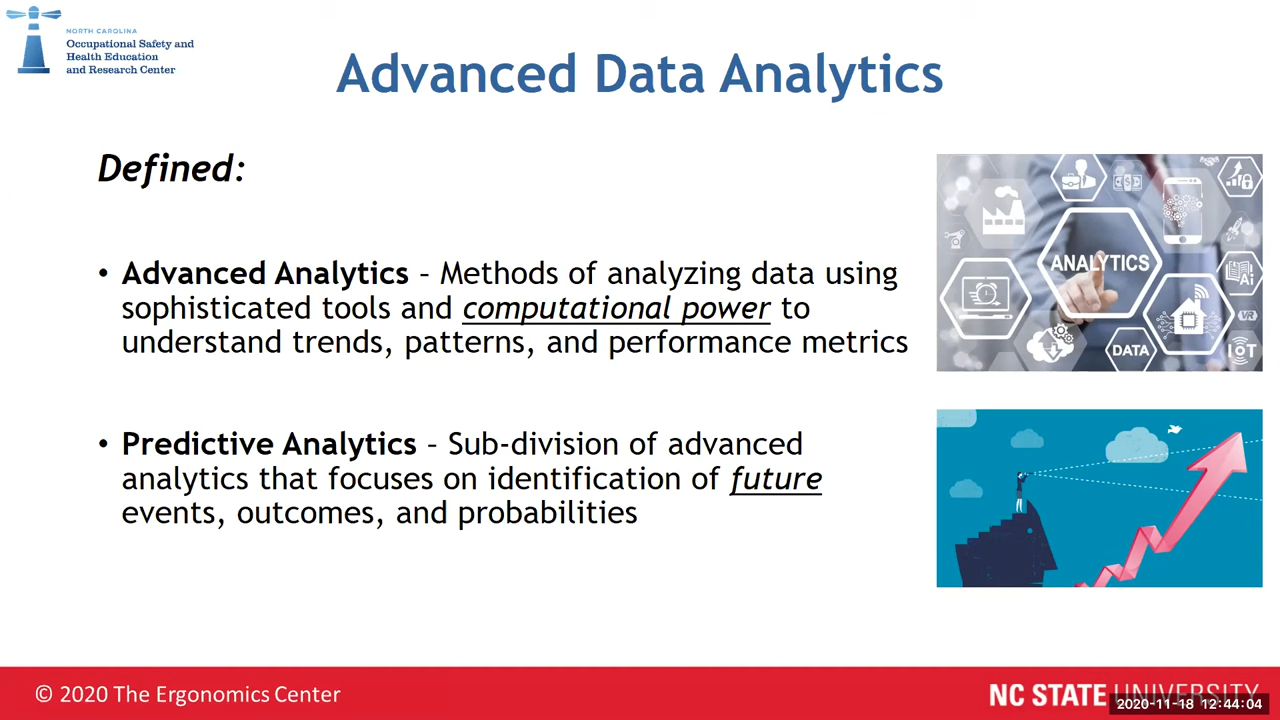 NORTH CAROLINA
Occupational Safety and
Health Education
and Research Center
Advanced Data Analytics
Defined:
• Advanced Analytics – Methods of analyzing data using
sophisticated tools and computational power to
understand trends, patterns, and performance metrics
• Predictive Analytics – Sub-division of advanced
analytics that focuses on identification of future
events, outcomes, and probabilities
ANALYTICS
Ai
VR
DATA
IoT
© 2020 The Ergonomics Center
NC STATE UNIVERSITY
2020-11-18 12:44:04